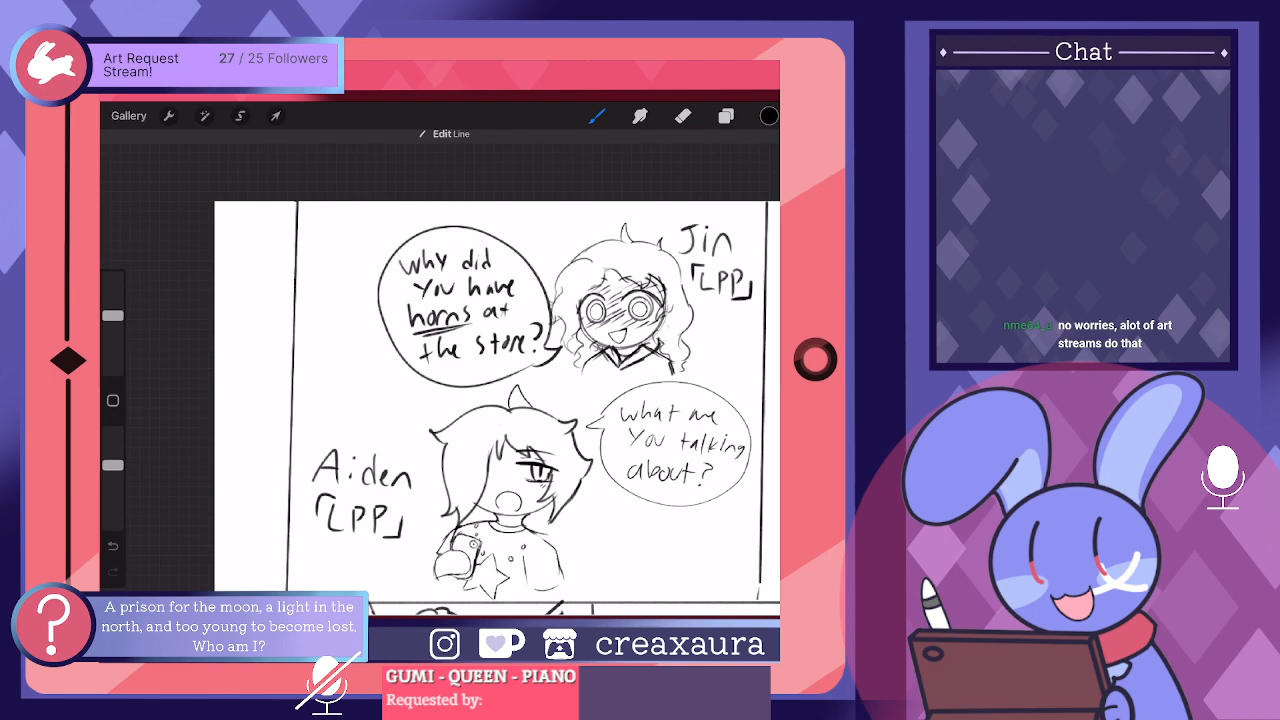 Art Request
Stream!
27 / 25 Followers
Gallery
Edit Line
Why did
You have
horns at
the store?
Jin
「LPP」
What are
You talking
about?
Aiden
「LPP」
A prison for the moon, a light in the
north, and too young to become lost.
Who am I?
creaxaura
GUMI - QUEEN - PIANO
Requested by:
Chat
no worries, alot of art
streams do that